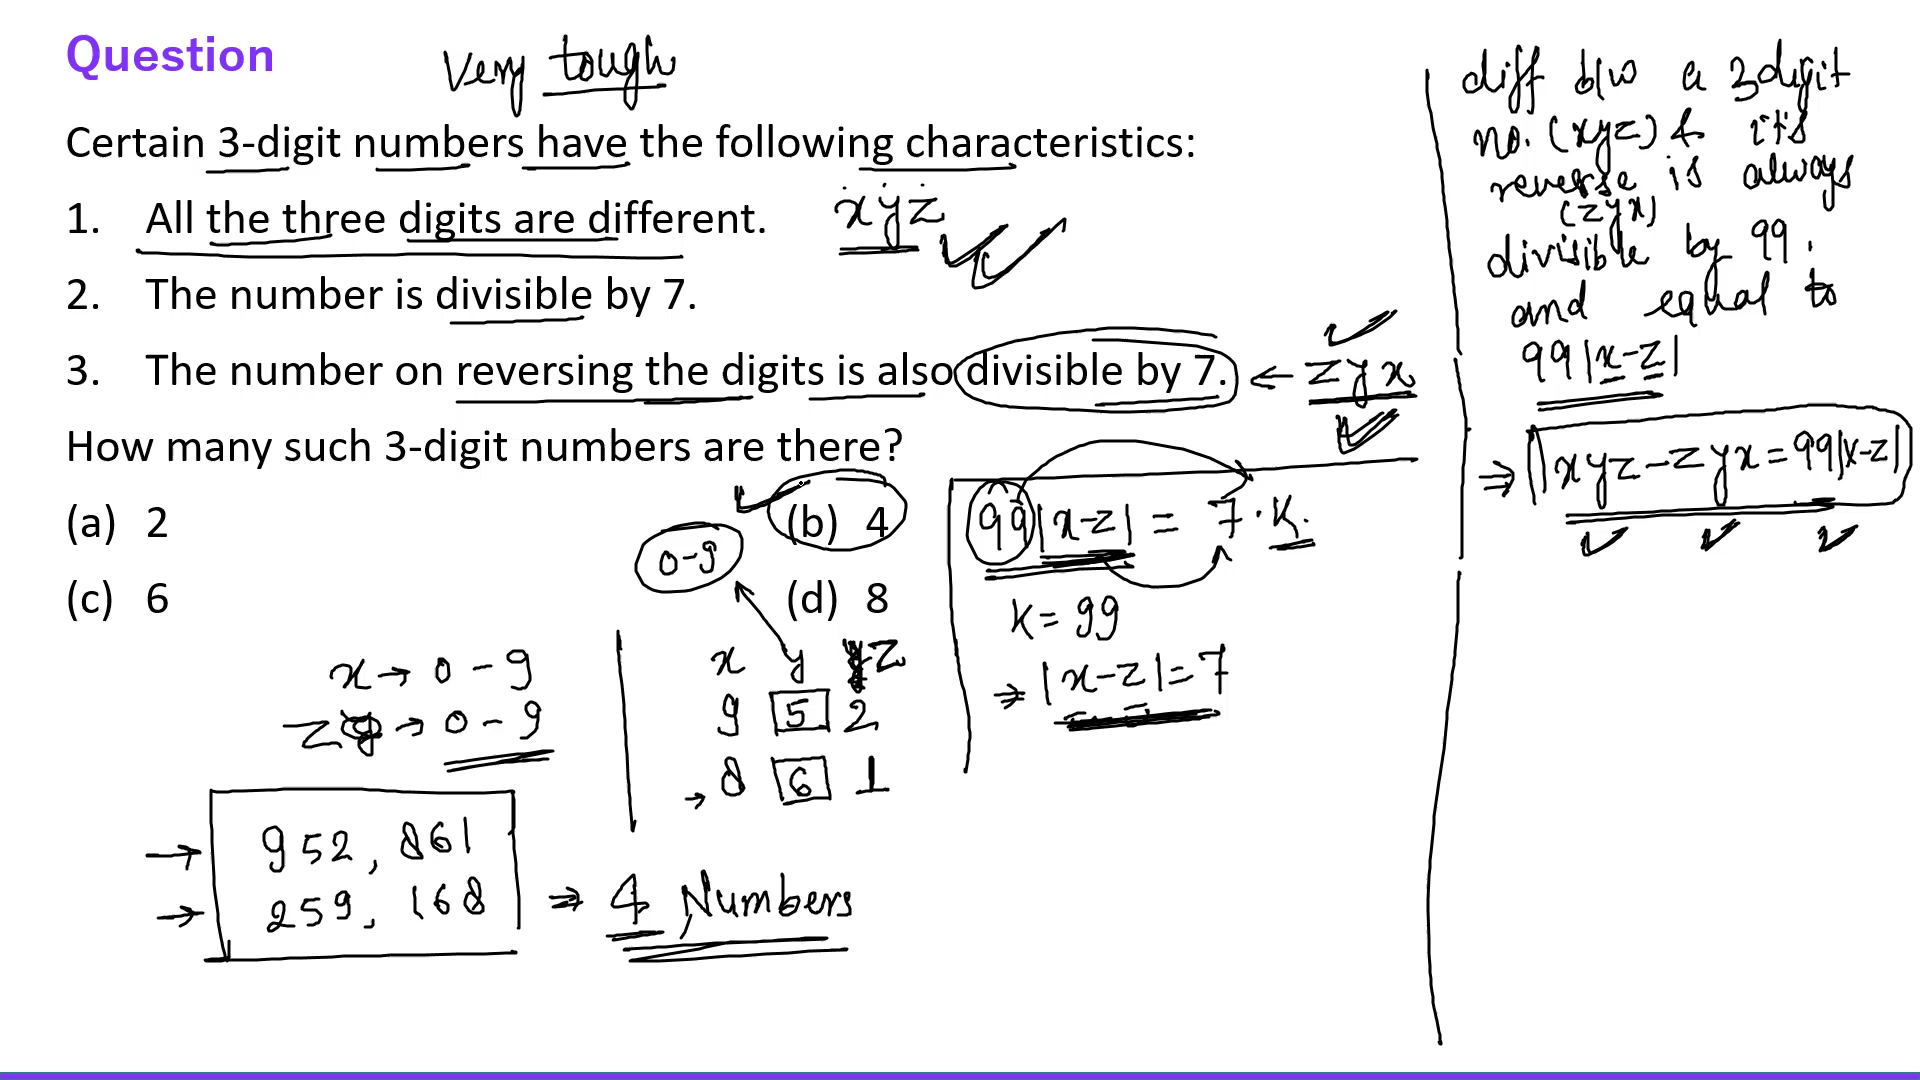 Question
Very tough
Certain 3-digit numbers have the following characteristics:
1. All the three digits are different. xyz
2. The number is divisible by 7.
3. The number on reversing the digits is also divisible by 7. ← zyx
How many such 3-digit numbers are there?
(a) 2
(b) 4
(c) 6
(d) 8
0-9
x → 0 - 9
z → 0 - 9
x y z
9 5 2
→ 8 6 1
→ 952, 861
→ 259, 168
⇒ 4 Numbers
99|x-z| = 7·K.
K = 99
⇒ |x-z| = 7
diff b/w a 3digit
no. (xyz) & it's
reverse is always
(zyx)
divisible by 99.
and equal to
99|x-z|
⇒ |xyz-zyx=99|x-z|